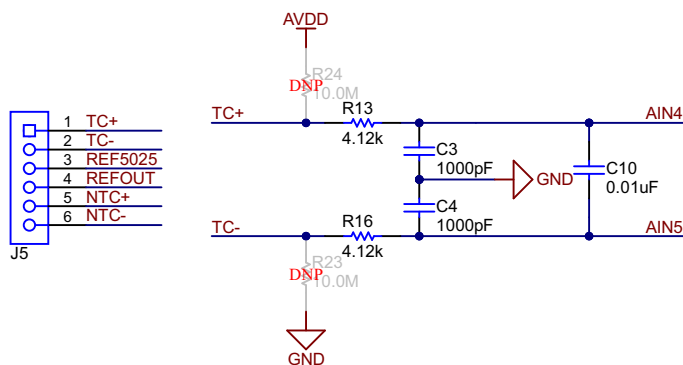 AVDD
R24
DNP
10.0M
TC+
R13
4.12k
AIN4
1 TC+
2 TC-
3 REF5025
4 REFOUT
5 NTC+
6 NTC-
J5
C3
1000pF
GND
C10
0.01uF
C4
1000pF
TC-
R16
4.12k
AIN5
R23
DNP
10.0M
GND